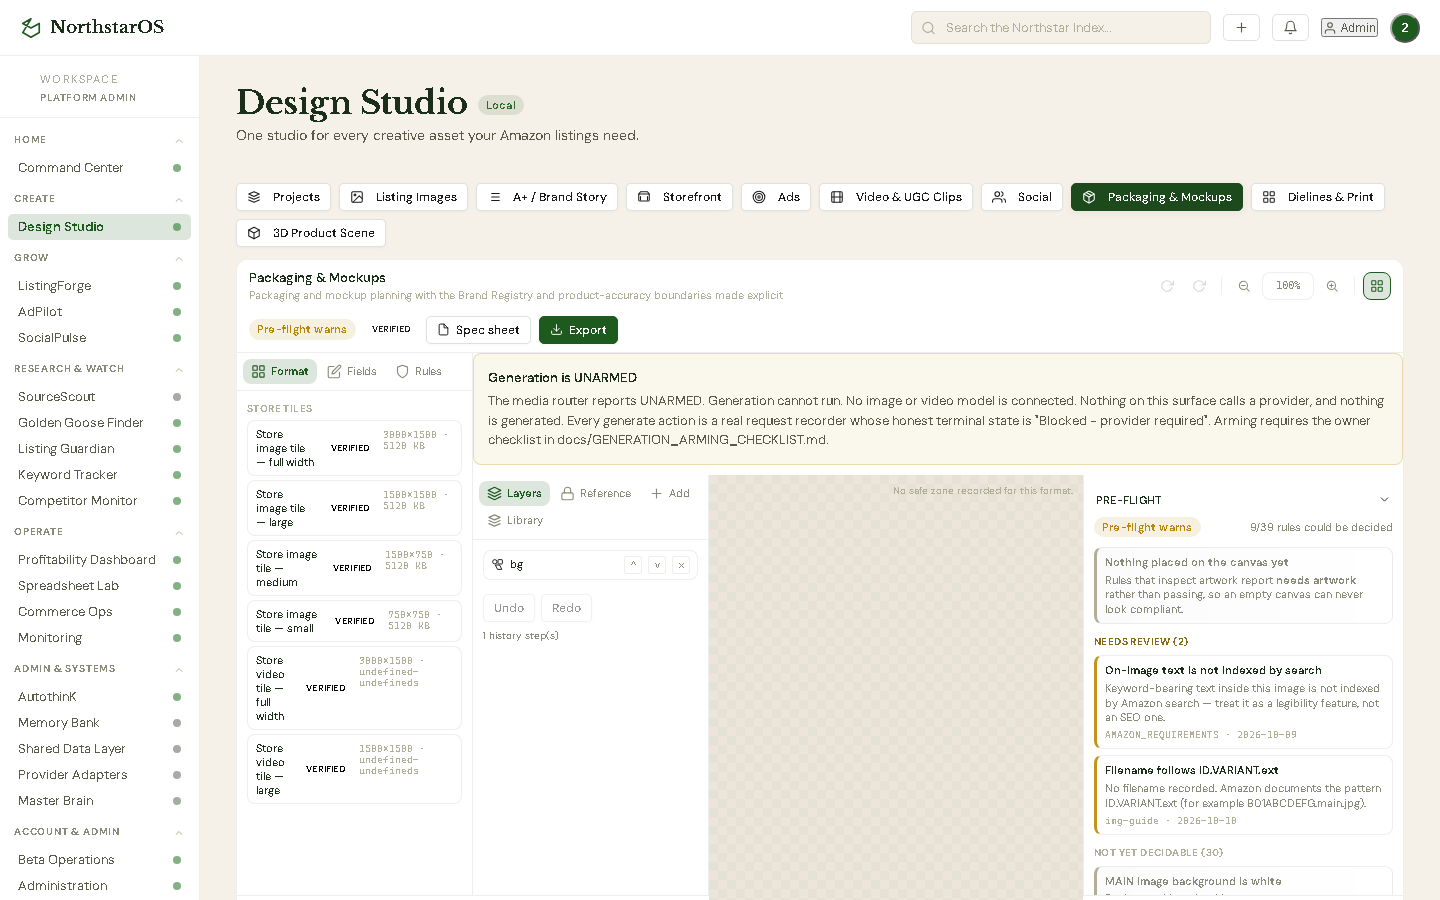 NorthstarOS
Search the Northstar Index...
Admin
2
WORKSPACE
PLATFORM ADMIN
HOME
Command Center
CREATE
Design Studio
GROW
ListingForge
AdPilot
SocialPulse
RESEARCH & WATCH
SourceScout
Golden Goose Finder
Listing Guardian
Keyword Tracker
Competitor Monitor
OPERATE
Profitability Dashboard
Spreadsheet Lab
Commerce Ops
Monitoring
ADMIN & SYSTEMS
AutothinK
Memory Bank
Shared Data Layer
Provider Adapters
Master Brain
ACCOUNT & ADMIN
Beta Operations
Administration
Design Studio
Local
One studio for every creative asset your Amazon listings need.
Projects
Listing Images
A+ / Brand Story
Storefront
Ads
Video & UGC Clips
Social
Packaging & Mockups
Dielines & Print
3D Product Scene
Packaging & Mockups
Packaging and mockup planning with the Brand Registry and product-accuracy boundaries made explicit
100%
Pre-flight warns
VERIFIED
Spec sheet
Export
Format
Fields
Rules
STORE TILES
Store
image tile
— full width
VERIFIED
3000×1500 ·
5120 KB
Store
image tile
— large
VERIFIED
1500×1500 ·
5120 KB
Store image
tile —
medium
VERIFIED
1500×750 ·
5120 KB
Store image
tile — small
VERIFIED
750×750 ·
5120 KB
Store
video
tile —
full
width
VERIFIED
3000×1500 ·
undefined–
undefineds
Store
video
tile —
large
VERIFIED
1500×1500 ·
undefined–
undefineds
Generation is UNARMED
The media router reports UNARMED. Generation cannot run. No image or video model is connected. Nothing on this surface calls a provider, and nothing
is generated. Every generate action is a real request recorder whose honest terminal state is "Blocked - provider required". Arming requires the owner
checklist in docs/GENERATION_ARMING_CHECKLIST.md.
Layers
Reference
Add
Library
bg
^
v
×
Undo
Redo
1 history step(s)
No safe zone recorded for this format.
PRE-FLIGHT
Pre-flight warns
9/39 rules could be decided
Nothing placed on the canvas yet
Rules that inspect artwork report needs artwork
rather than passing, so an empty canvas can never
look compliant.
NEEDS REVIEW (2)
On-image text is not indexed by search
Keyword-bearing text inside this image is not indexed
by Amazon search — treat it as a legibility feature, not
an SEO one.
AMAZON_REQUIREMENTS · 2026-10-09
Filename follows ID.VARIANT.ext
No filename recorded. Amazon documents the pattern
ID.VARIANT.ext (for example B01ABCDEFG.main.jpg).
img-guide · 2026-10-10
NOT YET DECIDABLE (30)
MAIN image background is white